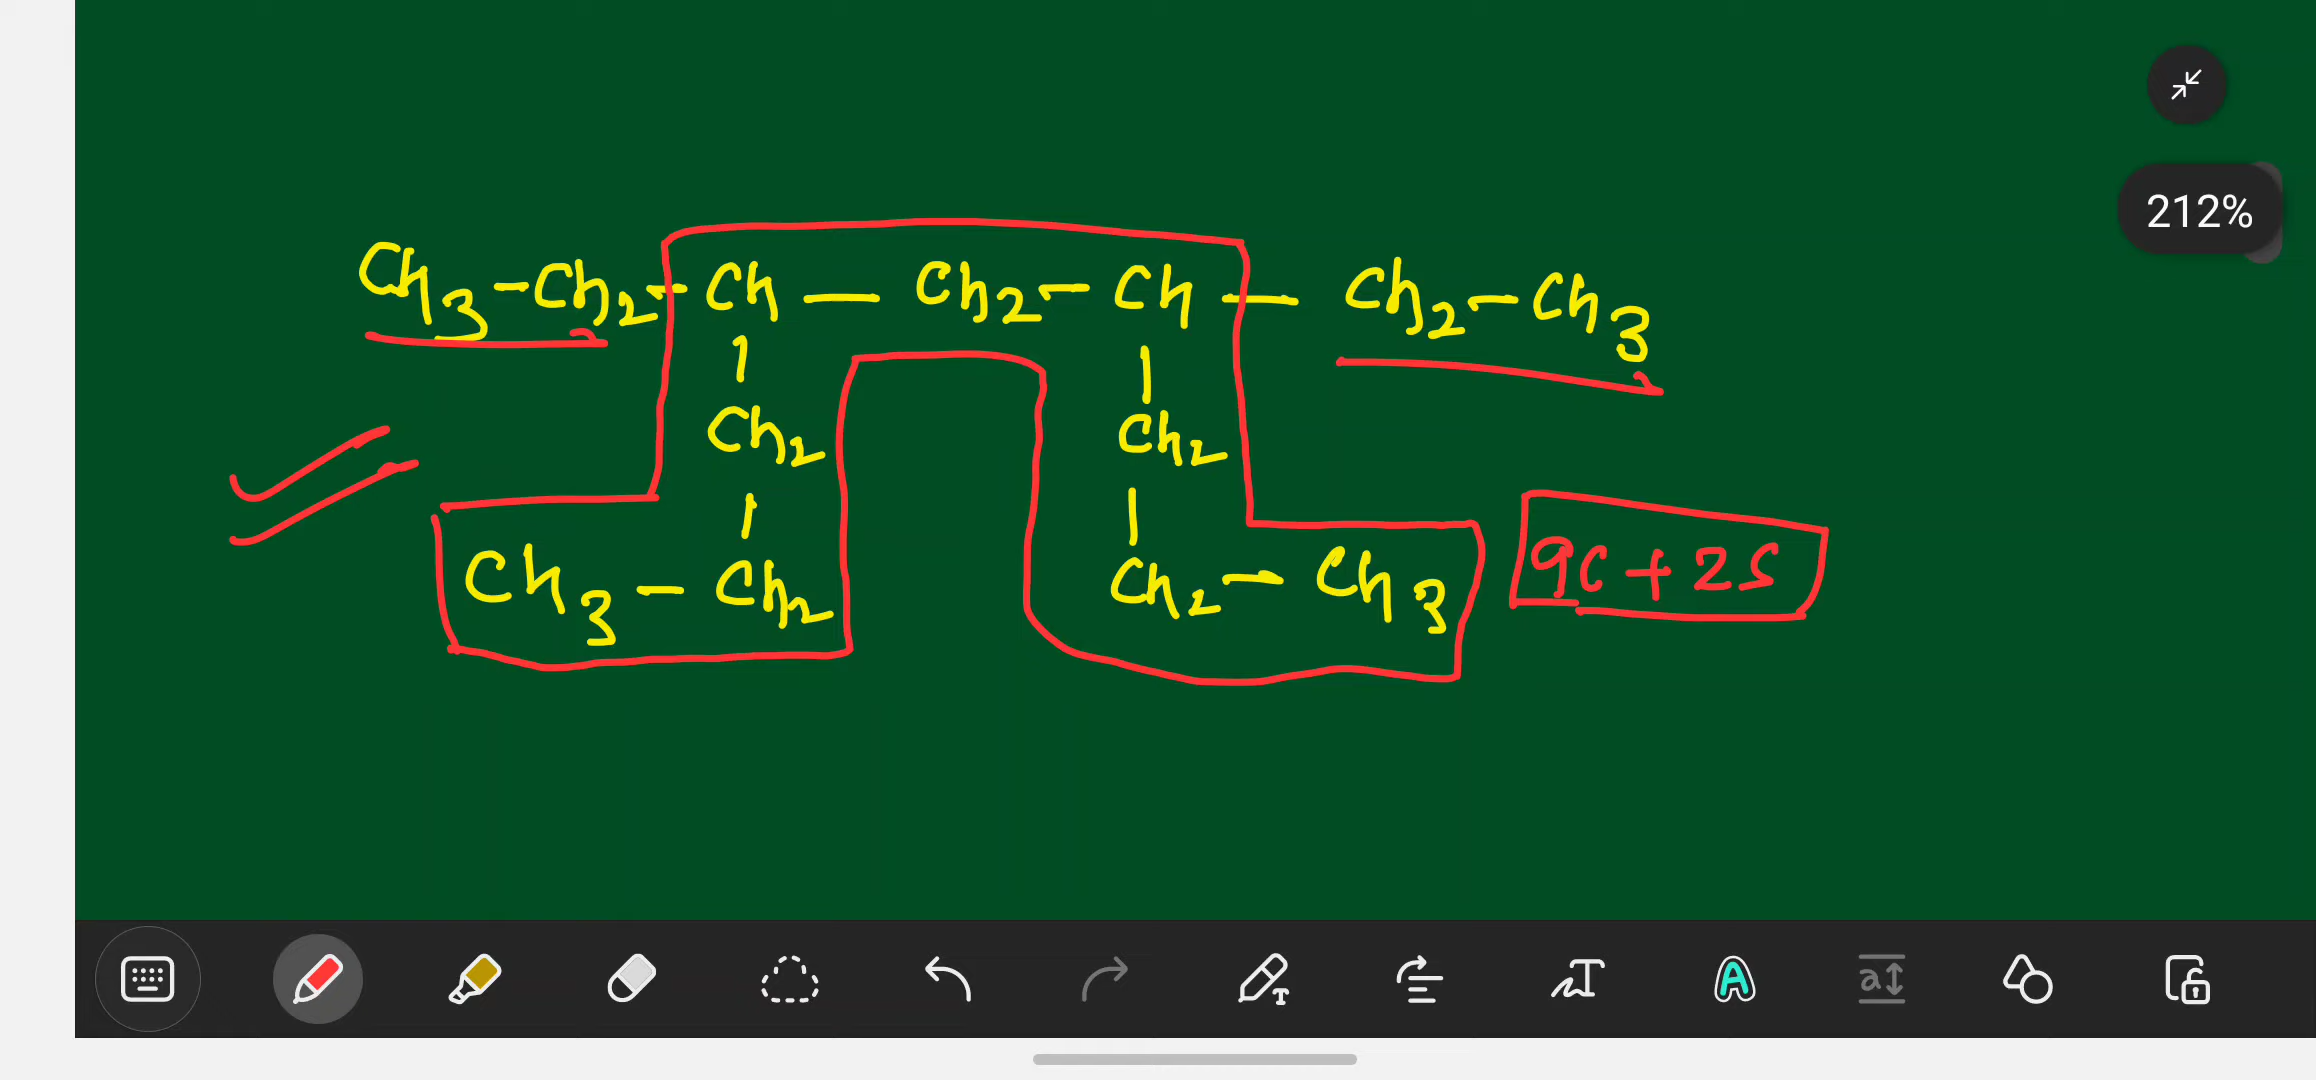 212%
CH3-CH2-CH — CH2-CH — CH2-CH3
| |
CH2 CH2
| |
CH3-CH2 CH2-CH3
9C+2S